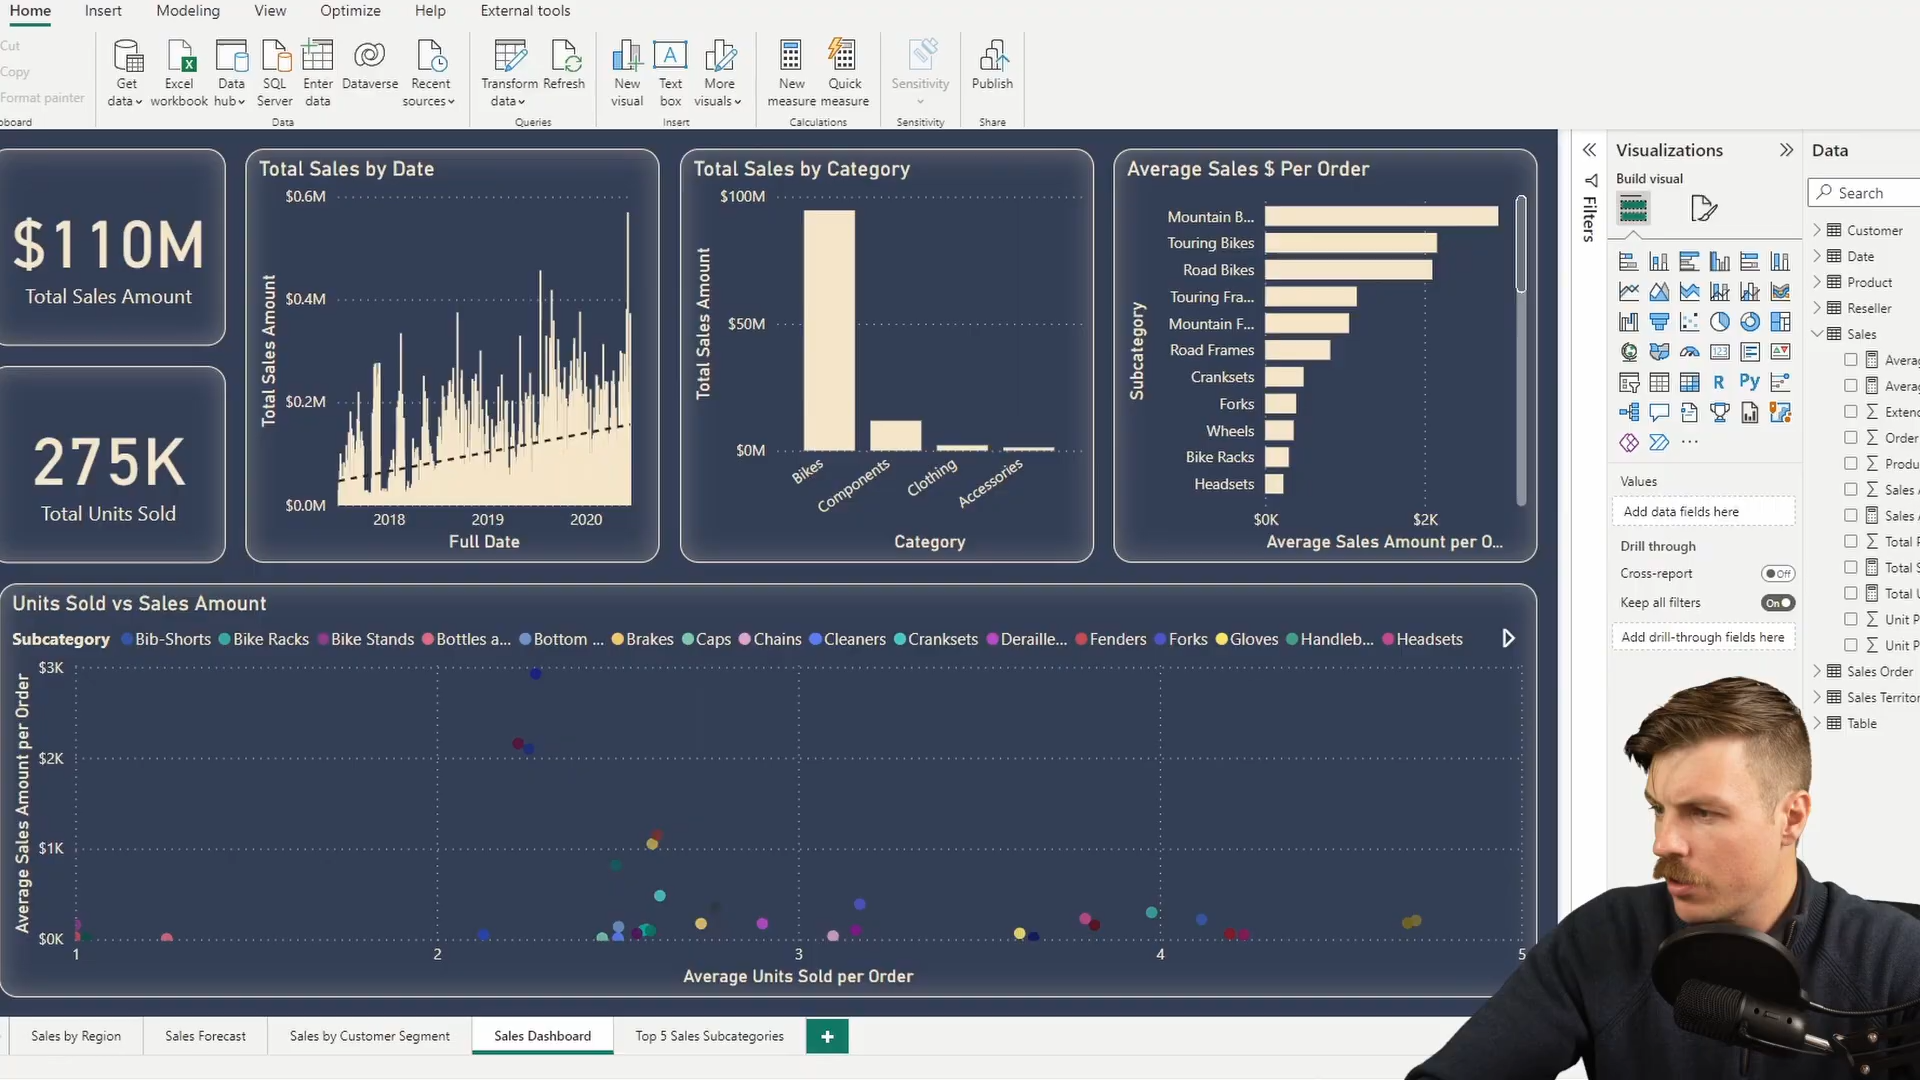 Home Insert Modeling View Optimize Help External tools
Cut
Copy
Format painter
Get data
Excel workbook
Data hub
SQL Server
Enter data
Dataverse
Recent sources
Transform data
Refresh
New visual
Text box
More visuals
New measure
Quick measure
Sensitivity
Publish
Data
Queries
Insert
Calculations
Sensitivity
Share
$110M
Total Sales Amount
275K
Total Units Sold
Total Sales by Date
Total Sales Amount
$0.6M
$0.4M
$0.2M
$0.0M
2018 2019 2020
Full Date
Total Sales by Category
Total Sales Amount
$100M
$50M
$0M
Bikes
Components
Clothing
Accessories
Category
Average Sales $ Per Order
Subcategory
Mountain B...
Touring Bikes
Road Bikes
Touring Fra...
Mountain F...
Road Frames
Cranksets
Forks
Wheels
Bike Racks
Headsets
$0K $2K
Average Sales Amount per O...
Units Sold vs Sales Amount
Subcategory Bib-Shorts Bike Racks Bike Stands Bottles a... Bottom ... Brakes Caps Chains Cleaners Cranksets Deraille... Fenders Forks Gloves Handleb... Headsets
Average Sales Amount per Order
$3K
$2K
$1K
$0K
1 2 3 4 5
Average Units Sold per Order
Sales by Region
Sales Forecast
Sales by Customer Segment
Sales Dashboard
Top 5 Sales Subcategories
+
Filters
Visualizations
Build visual
123
R
Py
...
Values
Add data fields here
Drill through
Cross-report Off
Keep all filters On
Add drill-through fields here
Data
Search
Customer
Date
Product
Reseller
Sales
Sales Order
Table